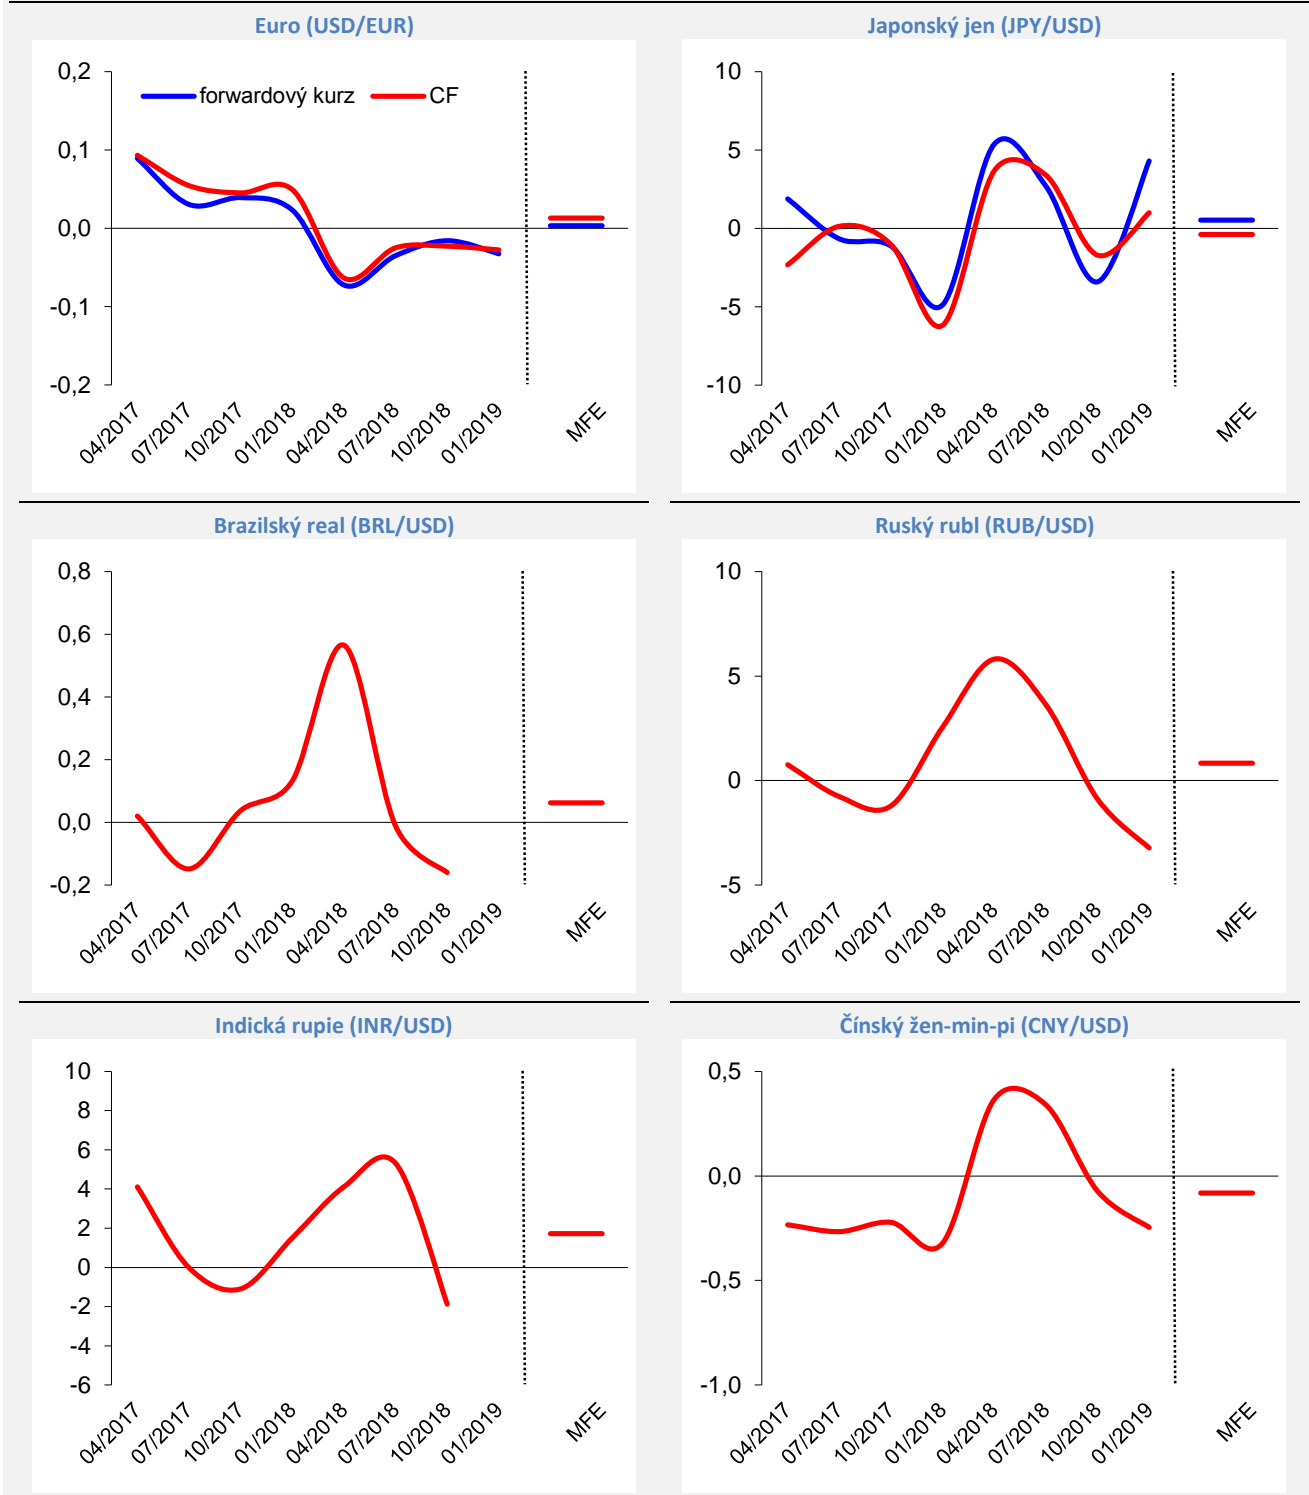 Euro (USD/EUR)
0,2
0,1
0,0
-0,1
-0,2
forwardový kurz CF
04/2017 07/2017 10/2017 01/2018 04/2018 07/2018 10/2018 01/2019 MFE
Japonský jen (JPY/USD)
10
5
0
-5
-10
04/2017 07/2017 10/2017 01/2018 04/2018 07/2018 10/2018 01/2019 MFE
Brazilský real (BRL/USD)
0,8
0,6
0,4
0,2
0,0
-0,2
04/2017 07/2017 10/2017 01/2018 04/2018 07/2018 10/2018 01/2019 MFE
Ruský rubl (RUB/USD)
10
5
0
-5
04/2017 07/2017 10/2017 01/2018 04/2018 07/2018 10/2018 01/2019 MFE
Indická rupie (INR/USD)
10
8
6
4
2
0
-2
-4
-6
04/2017 07/2017 10/2017 01/2018 04/2018 07/2018 10/2018 01/2019 MFE
Čínský žen-min-pi (CNY/USD)
0,5
0,0
-0,5
-1,0
04/2017 07/2017 10/2017 01/2018 04/2018 07/2018 10/2018 01/2019 MFE